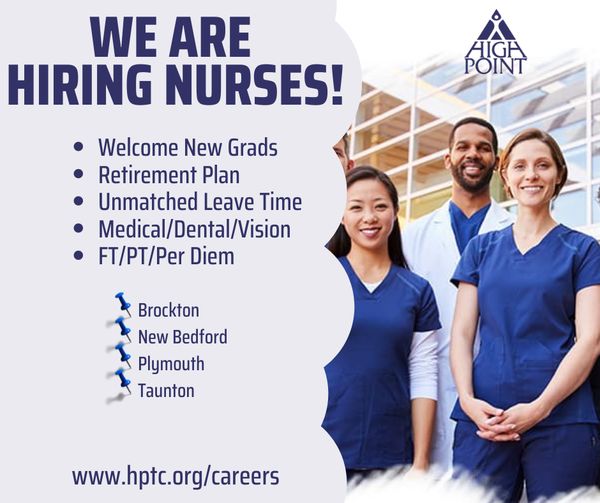 WE ARE
HIRING NURSES!
HIGH
POINT
Welcome New Grads
Retirement Plan
Unmatched Leave Time
Medical/Dental/Vision
FT/PT/Per Diem
Brockton
New Bedford
Plymouth
Taunton
www.hptc.org/careers